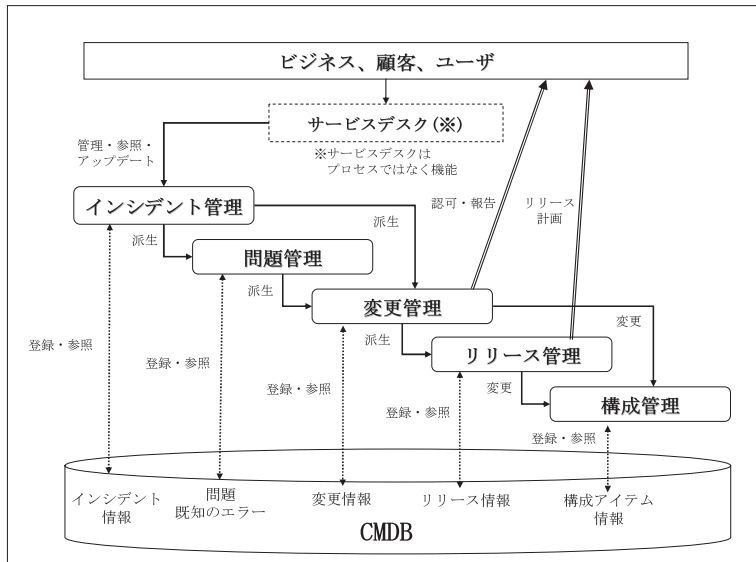 ビジネス、顧客、ユーザ
サービスデスク(※)
管理・参照・
アップデート
※サービスデスクは
プロセスではなく機能
インシデント管理
派生
派生
認可・報告
リリース
計画
問題管理
派生
変更管理
変更
派生
登録・参照
登録・参照
リリース管理
登録・参照
変更
構成管理
登録・参照
登録・参照
インシデント
情報
問題
既知のエラー
変更情報
リリース情報
構成アイテム
情報
CMDB